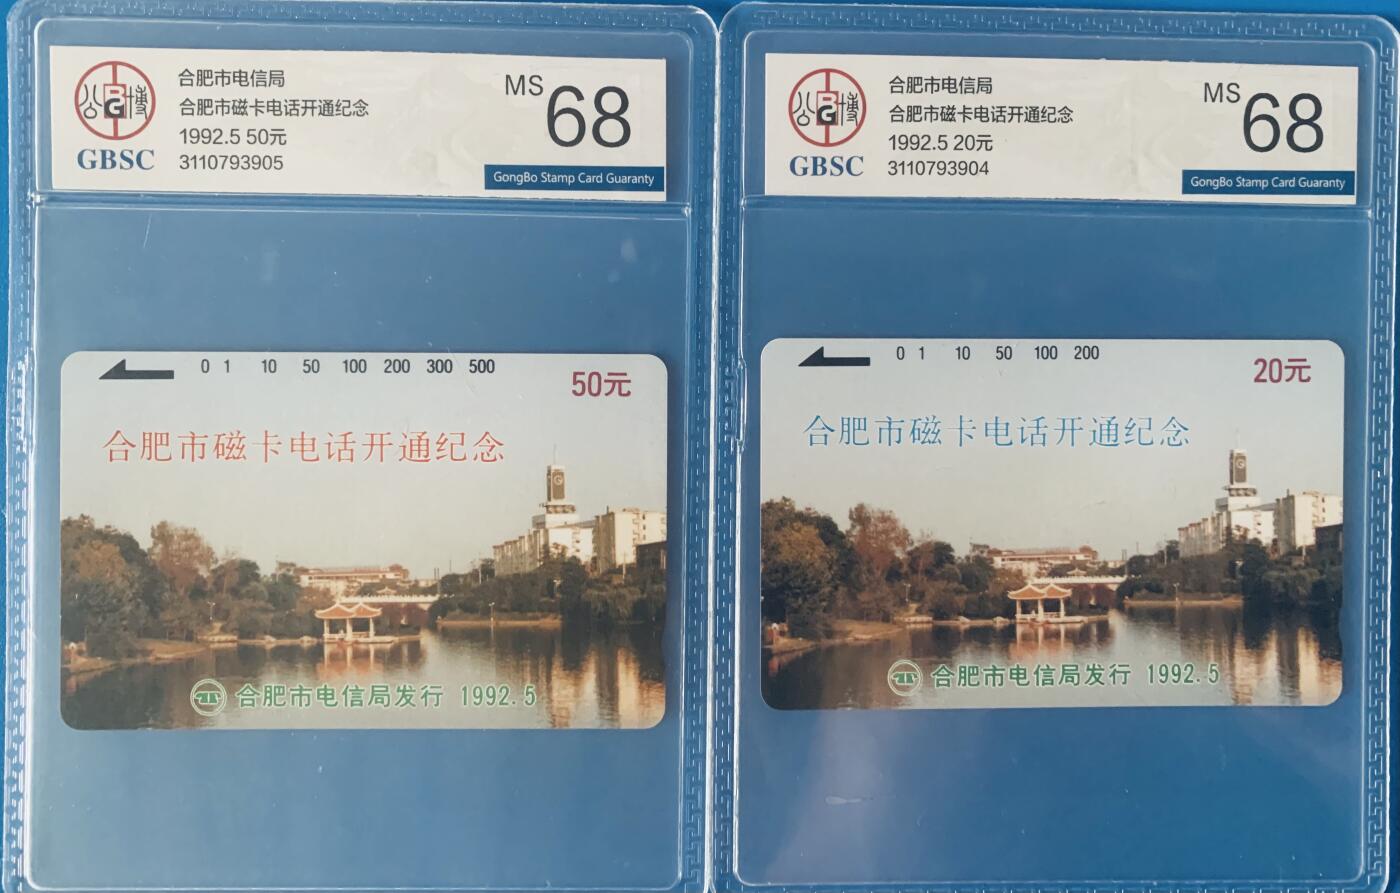 公博
BG
GBSC
合肥市电信局
合肥市磁卡电话开通纪念
1992.5 50元
3110793905
MS 68
GongBo Stamp Card Guaranty
0 1 10 50 100 200 300 500
50元
合肥市磁卡电话开通纪念
合肥市电信局发行 1992.5
公博
BG
GBSC
合肥市电信局
合肥市磁卡电话开通纪念
1992.5 20元
3110793904
MS 68
GongBo Stamp Card Guaranty
0 1 10 50 100 200
20元
合肥市磁卡电话开通纪念
合肥市电信局发行 1992.5